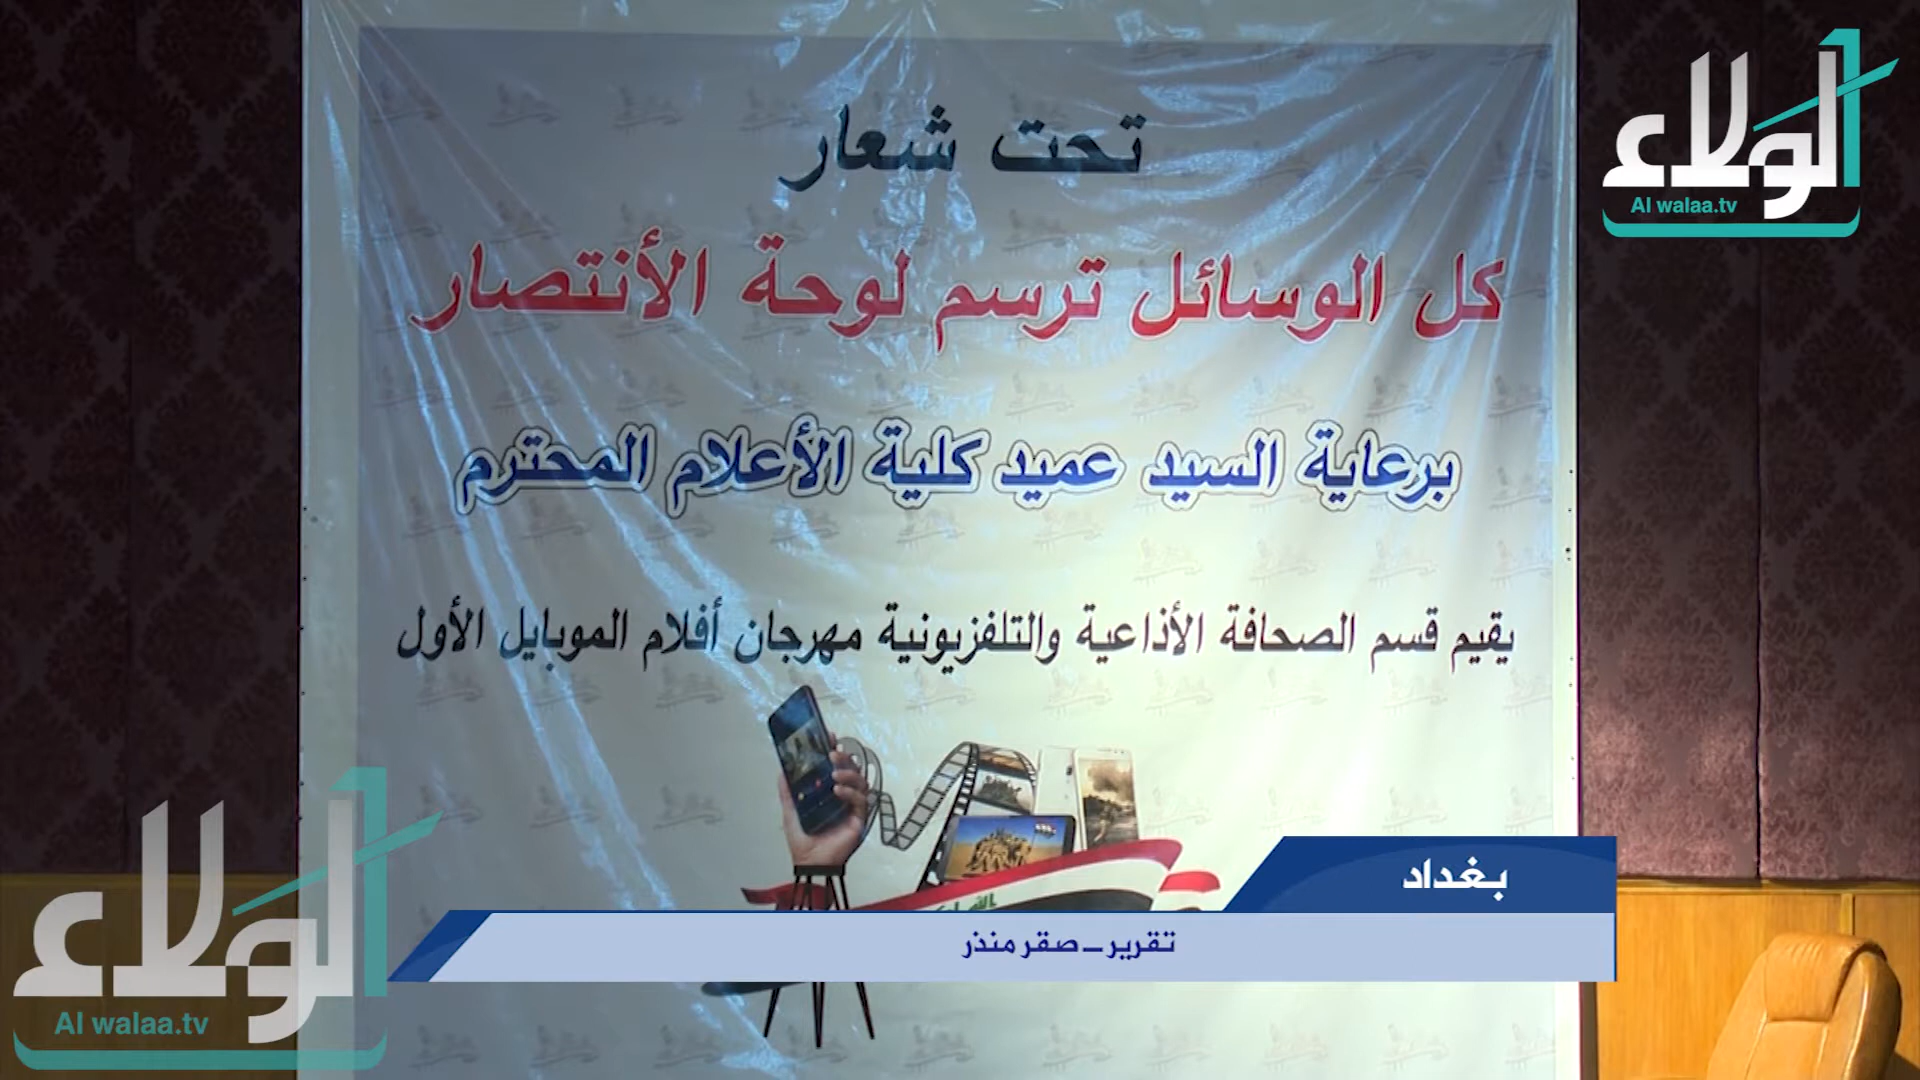 الولاء
Al walaa.tv
تحت شعار
كل الوسائل ترسم لوحة الأنتصار
برعاية السيد عميد كلية الأعلام المحترم
يقيم قسم الصحافة الأذاعية والتلفزيونية مهرجان أفلام الموبايل الأول
بغداد
تقرير - صقر منذر
الولاء
Al walaa.tv